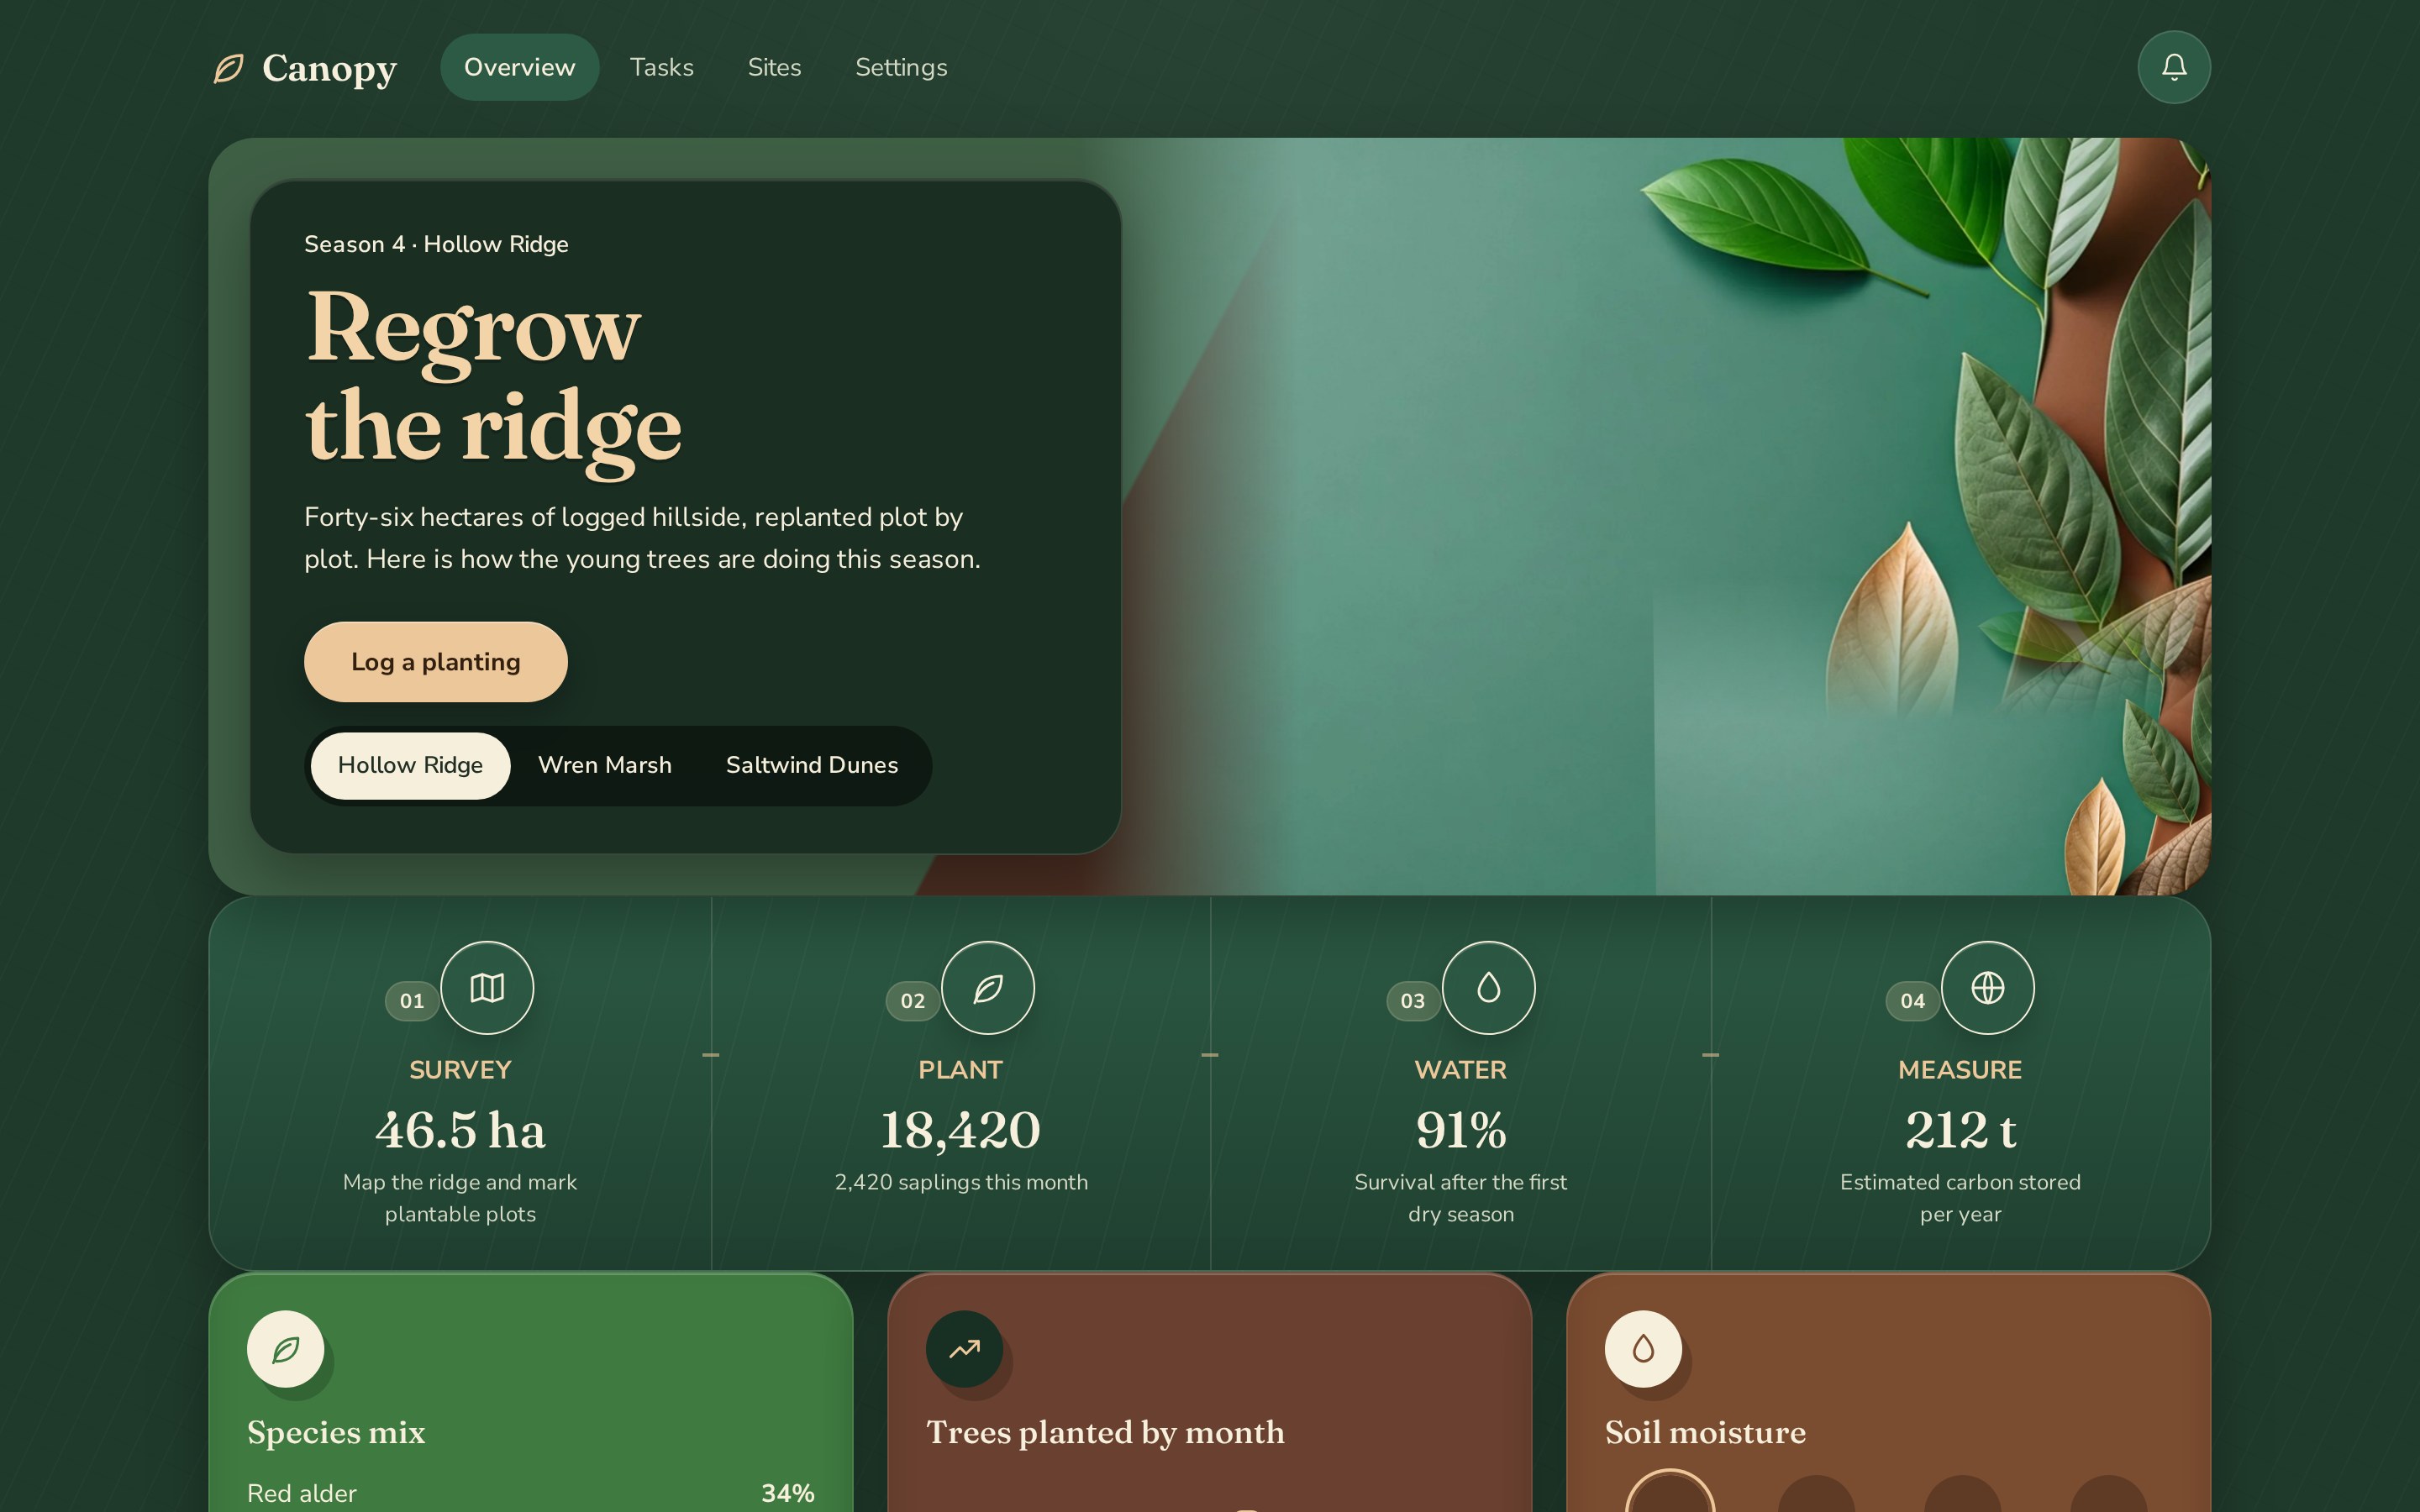 Canopy
Overview
Tasks
Sites
Settings
Season 4 · Hollow Ridge
Regrow
the ridge
Forty-six hectares of logged hillside, replanted plot by
plot. Here is how the young trees are doing this season.
Log a planting
Hollow Ridge
Wren Marsh
Saltwind Dunes
01
SURVEY
46.5 ha
Map the ridge and mark
plantable plots
02
PLANT
18,420
2,420 saplings this month
03
WATER
91%
Survival after the first
dry season
04
MEASURE
212 t
Estimated carbon stored
per year
Species mix
Red alder
34%
Trees planted by month
Soil moisture